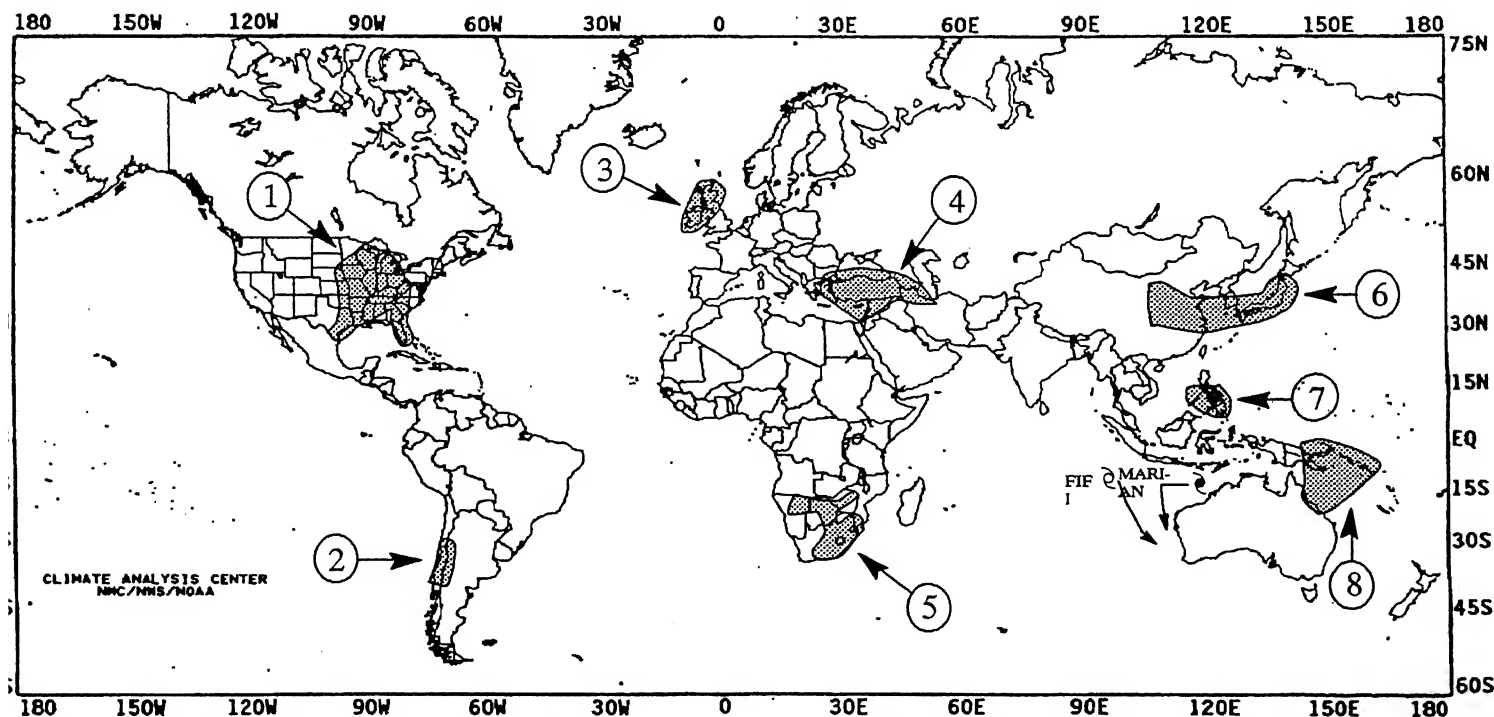 180 150W 120W 90W 60W 30W 0 30E 60E 90E 120E 150E 180
75N
3
60N
1
4
45N
6
30N
15N
7
EQ
FIF MARI-
I AN
15S
30S
2
8
CLIMATE ANALYSIS CENTER
NMC/NWS/NOAA
5
45S
60S
180 150W 120W 90W 60W 30W 0 30E 60E 90E 120E 150E 180